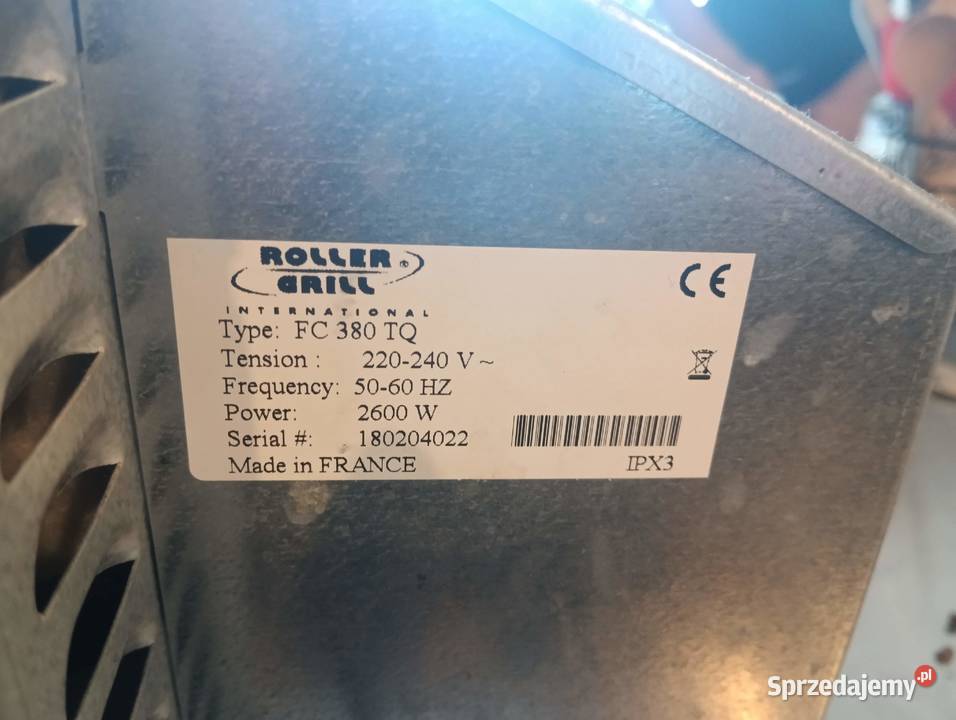 ROLLER ®
GRILL
INTERNATIONAL
CE
Type: FC 380 TQ
Tension : 220-240 V ~
Frequency: 50-60 HZ
Power: 2600 W
Serial #: 180204022
Made in FRANCE IPX3
Sprzedajemy.pl